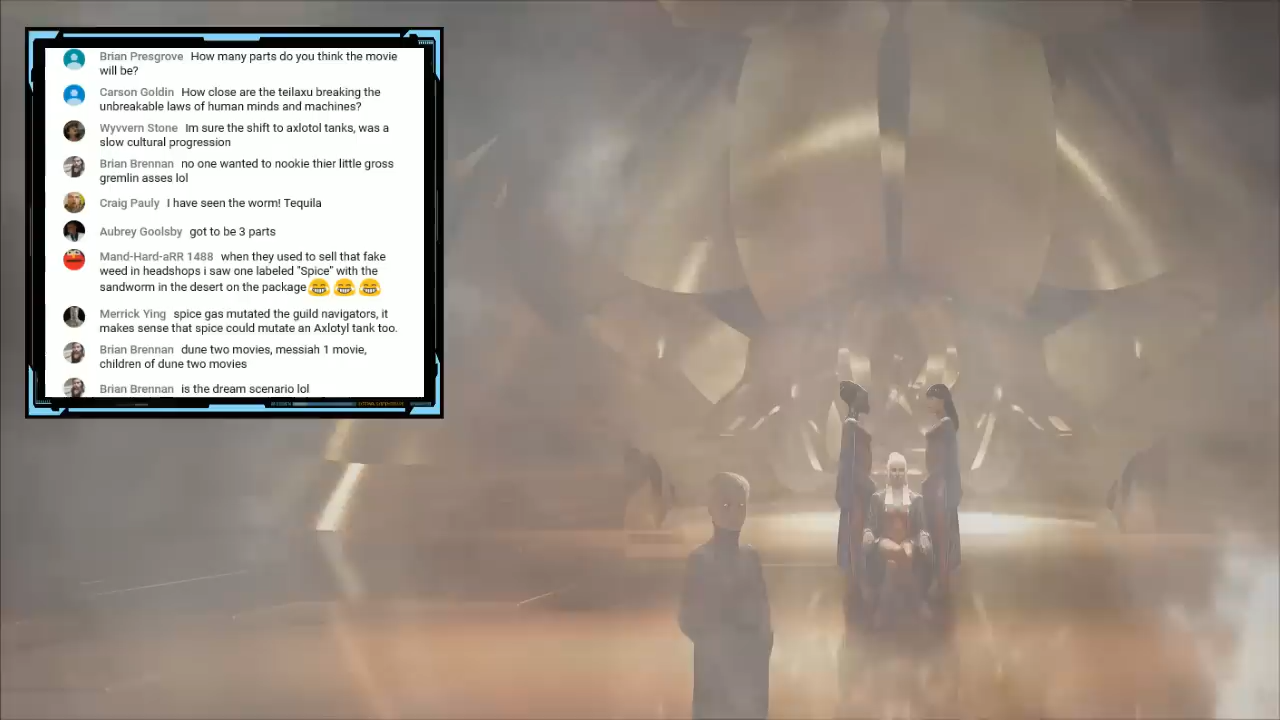 Brian Presgrove How many parts do you think the movie
will be?
Carson Goldin How close are the teilaxu breaking the
unbreakable laws of human minds and machines?
Wyvvern Stone Im sure the shift to axlotol tanks, was a
slow cultural progression
Brian Brennan no one wanted to nookie thier little gross
gremlin asses lol
Craig Pauly I have seen the worm! Tequila
Aubrey Goolsby got to be 3 parts
Mand-Hard-aRR 1488 when they used to sell that fake
weed in headshops i saw one labeled "Spice" with the
sandworm in the desert on the package😂 😂 😂
Merrick Ying spice gas mutated the guild navigators, it
makes sense that spice could mutate an Axlotyl tank too.
Brian Brennan dune two movies, messiah 1 movie,
children of dune two movies
Brian Brennan is the dream scenario lol